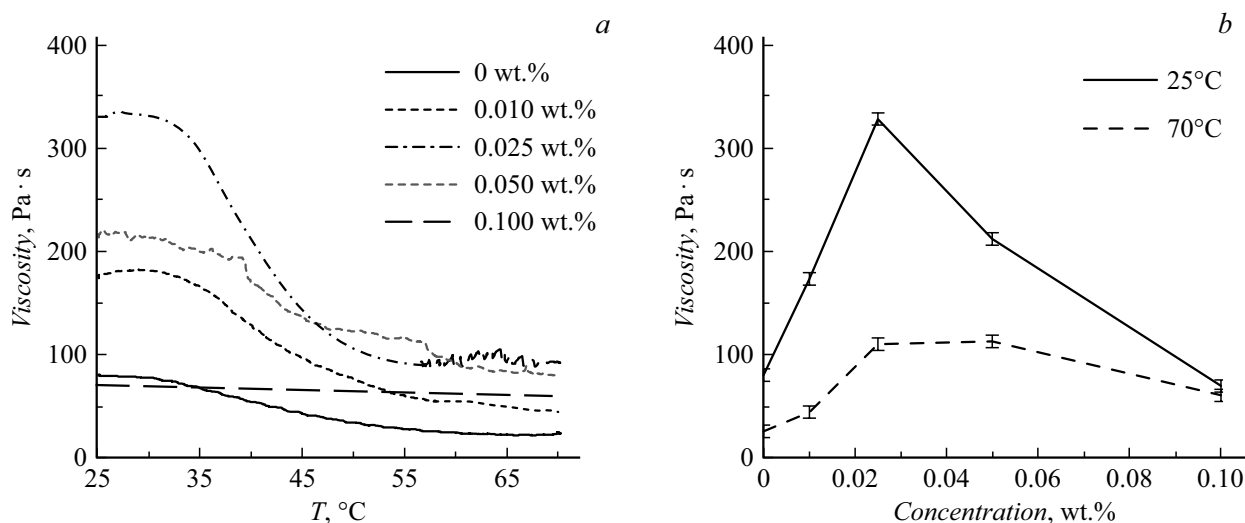 a
400
300
200
100
0
Viscosity, Pa · s
0 wt.%
0.010 wt.%
0.025 wt.%
0.050 wt.%
0.100 wt.%
25
35
45
55
65
T, °C
b
400
300
200
100
0
Viscosity, Pa · s
25°C
70°C
0
0.02
0.04
0.06
0.08
0.10
Concentration, wt.%